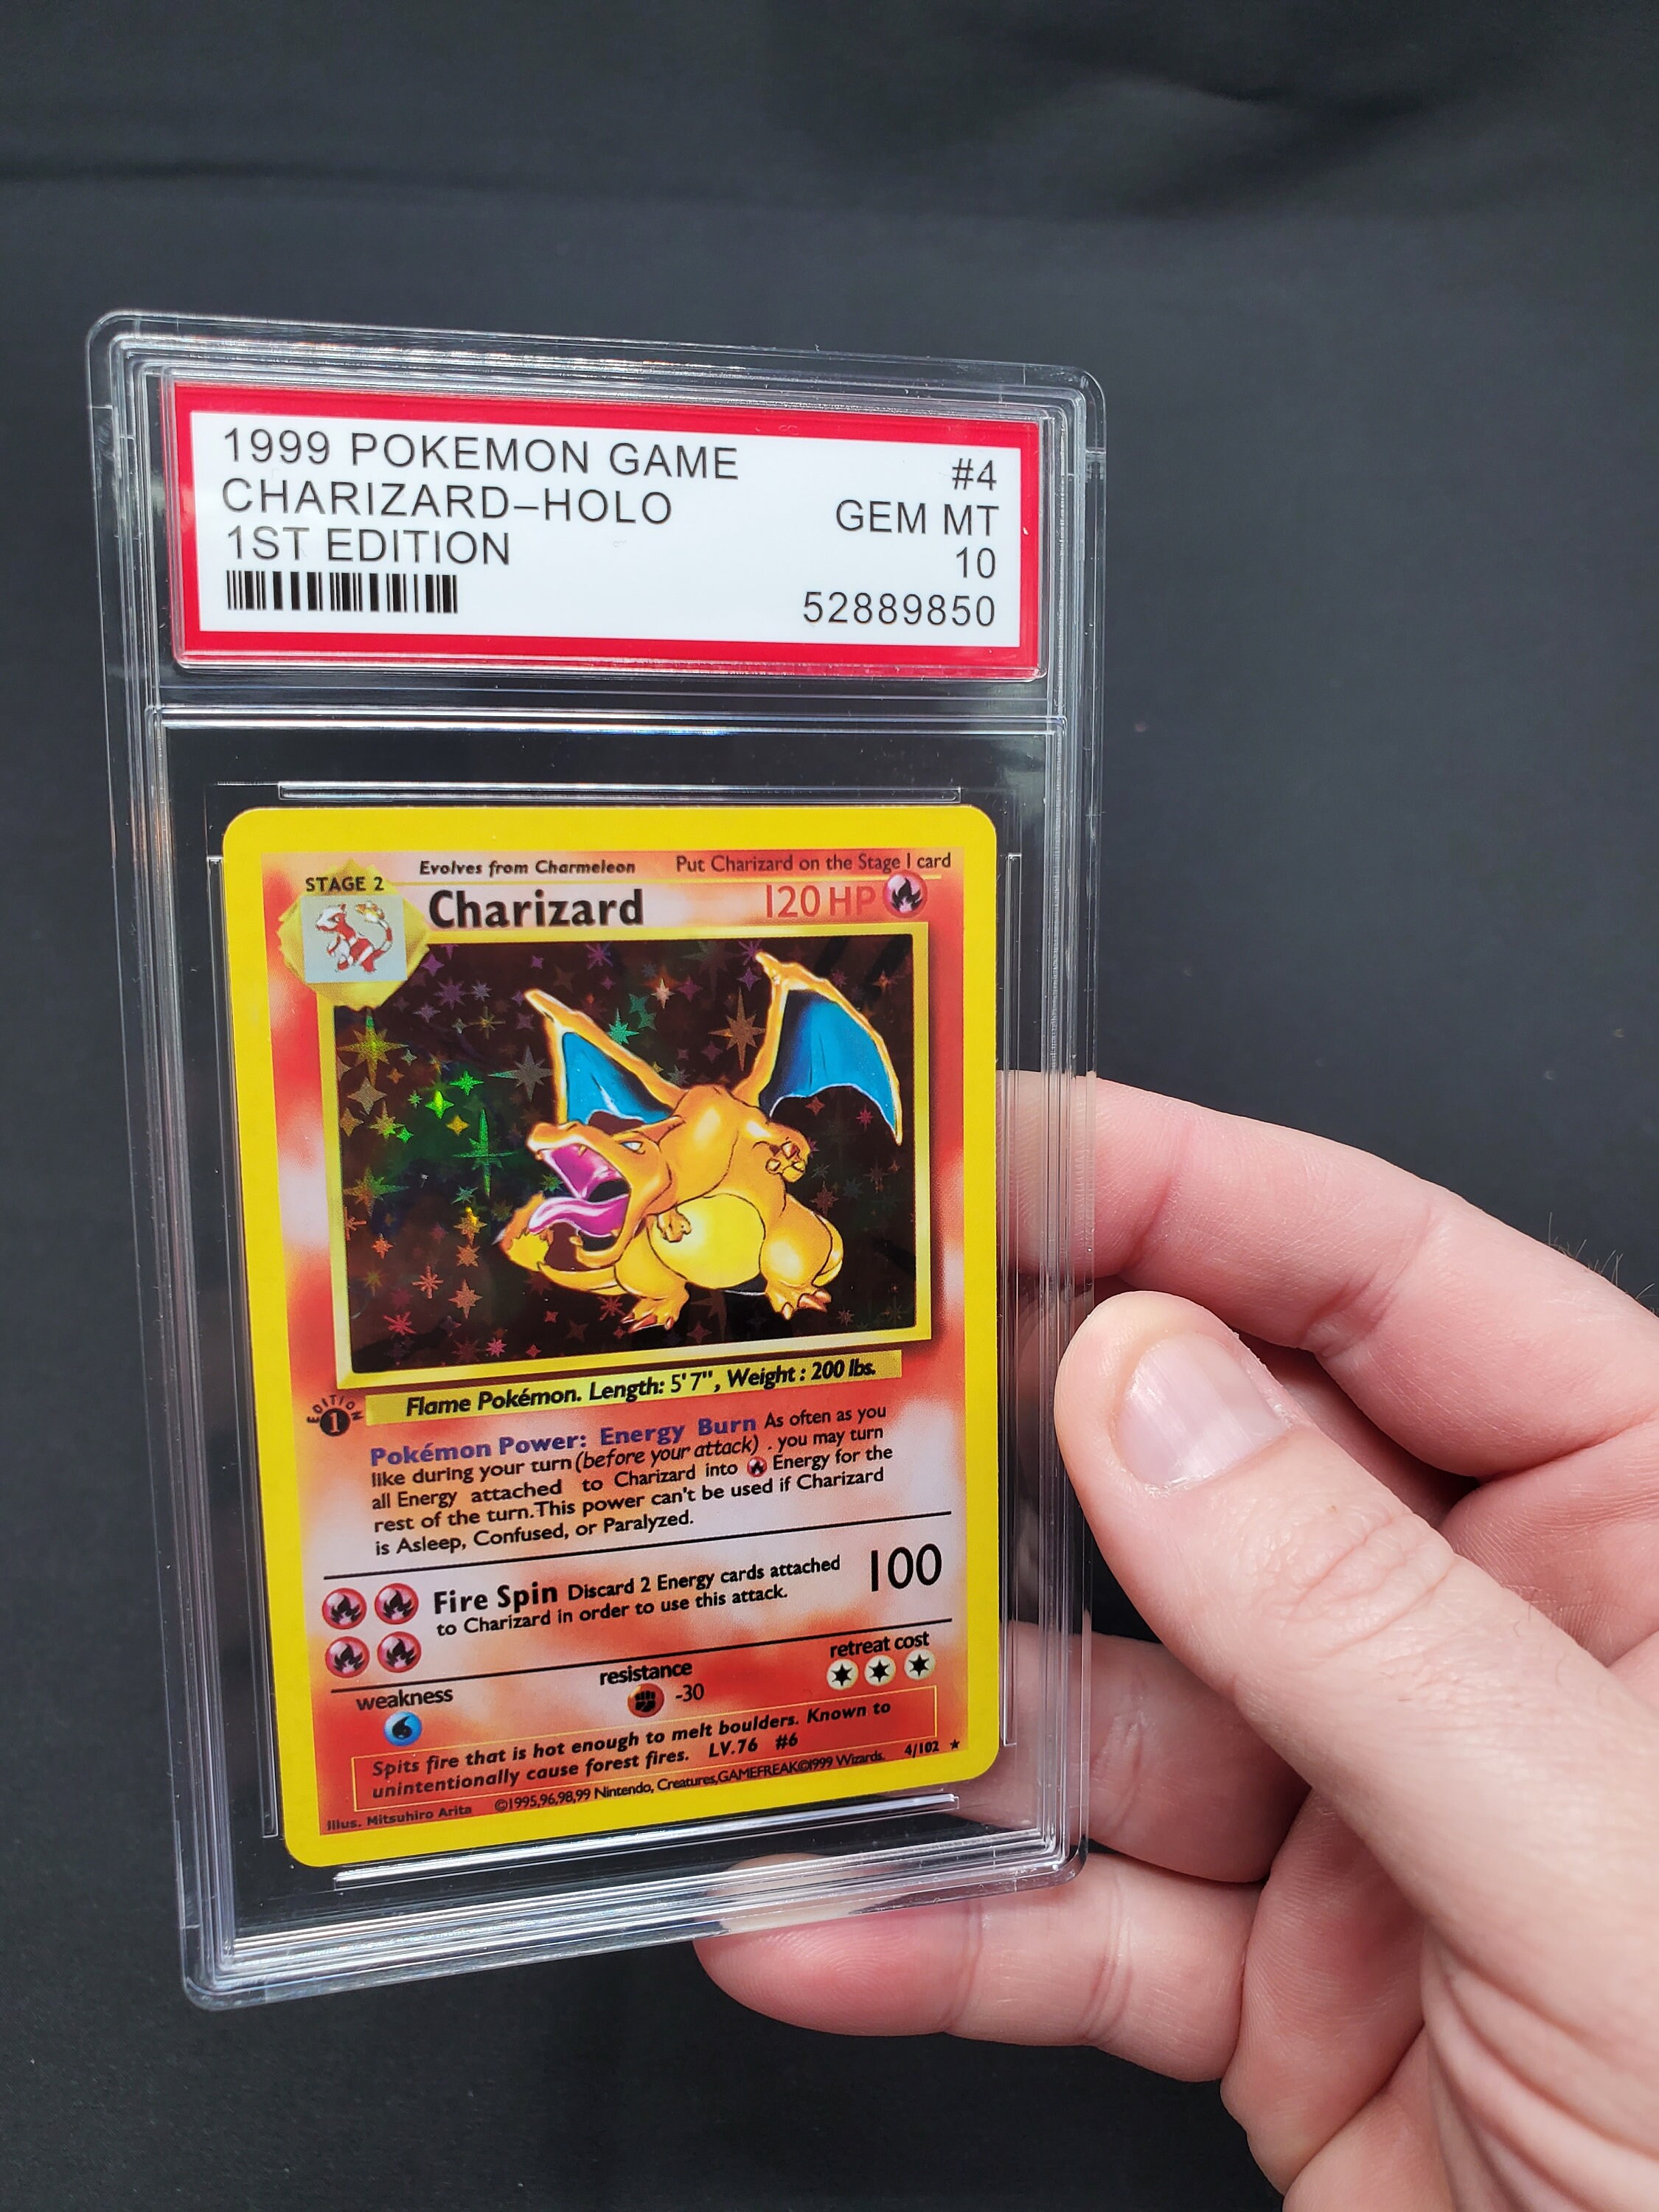 1999 POKEMON GAME #4
CHARIZARD–HOLO GEM MT
1ST EDITION 10
52889850
Evolves from Charmeleon Put Charizard on the Stage 1 card
STAGE 2
Charizard 120 HP
Flame Pokémon. Length: 5'7", Weight: 200 lbs.
EDITION
1
Pokémon Power: Energy Burn As often as you
like during your turn (before your attack) . you may turn
all Energy attached to Charizard into Energy for the
rest of the turn.This power can't be used if Charizard
is Asleep, Confused, or Paralyzed.
Fire Spin Discard 2 Energy cards attached
to Charizard in order to use this attack.
100
weakness
resistance
-30
retreat cost
Spits fire that is hot enough to melt boulders. Known to
unintentionally cause forest fires. LV.76 #6
Illus. Mitsuhiro Arita ©1995,96,98,99 Nintendo, Creatures,GAMEFREAK©1999 Wizards. 4/102 ★